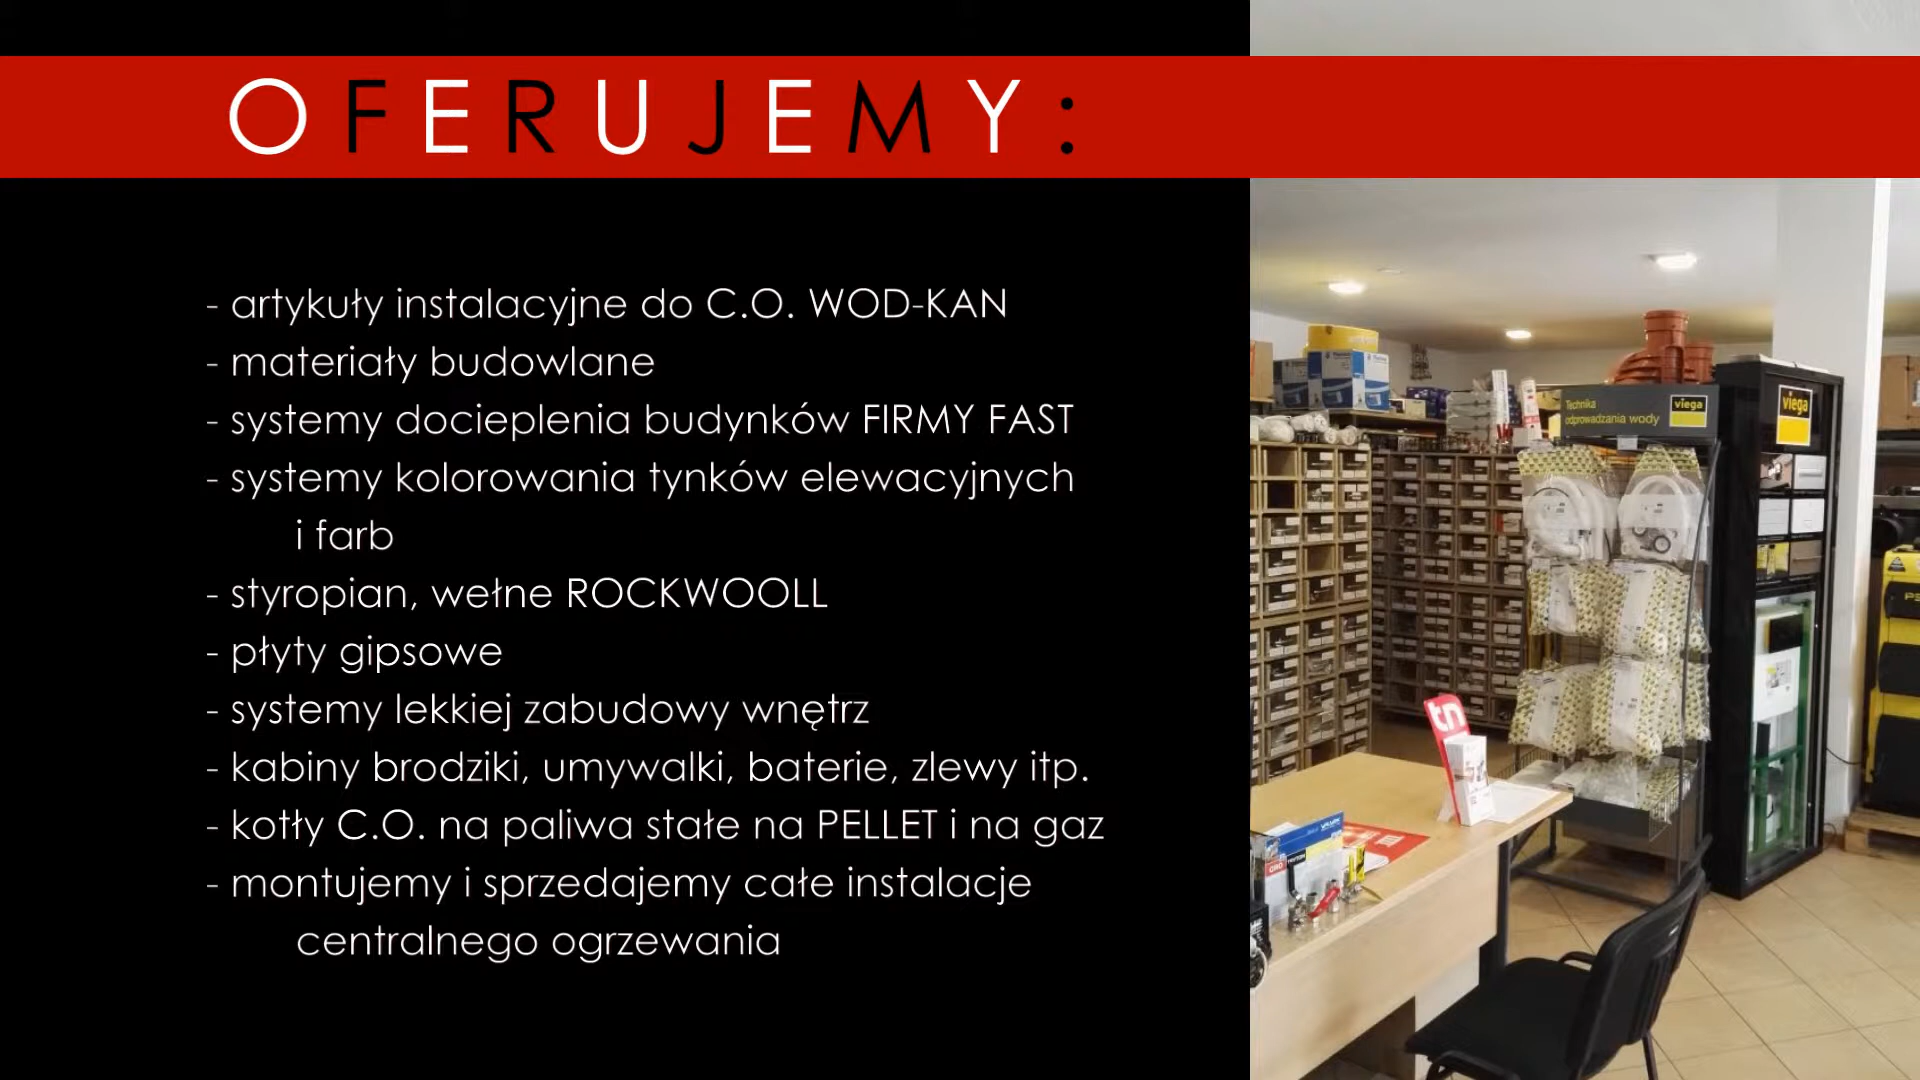 OFERUJEMY:
- artykuły instalacyjne do C.O. WOD-KAN
- materiały budowlane
- systemy docieplenia budynków FIRMY FAST
- systemy kolorowania tynków elewacyjnych
i farb
- styropian, wełne ROCKWOOLL
- płyty gipsowe
- systemy lekkiej zabudowy wnętrz
- kabiny brodziki, umywalki, baterie, zlewy itp.
- kotły C.O. na paliwa stałe na PELLET i na gaz
- montujemy i sprzedajemy całe instalacje
centralnego ogrzewania
Technika
odprowadzania wody
viega
viega
tn